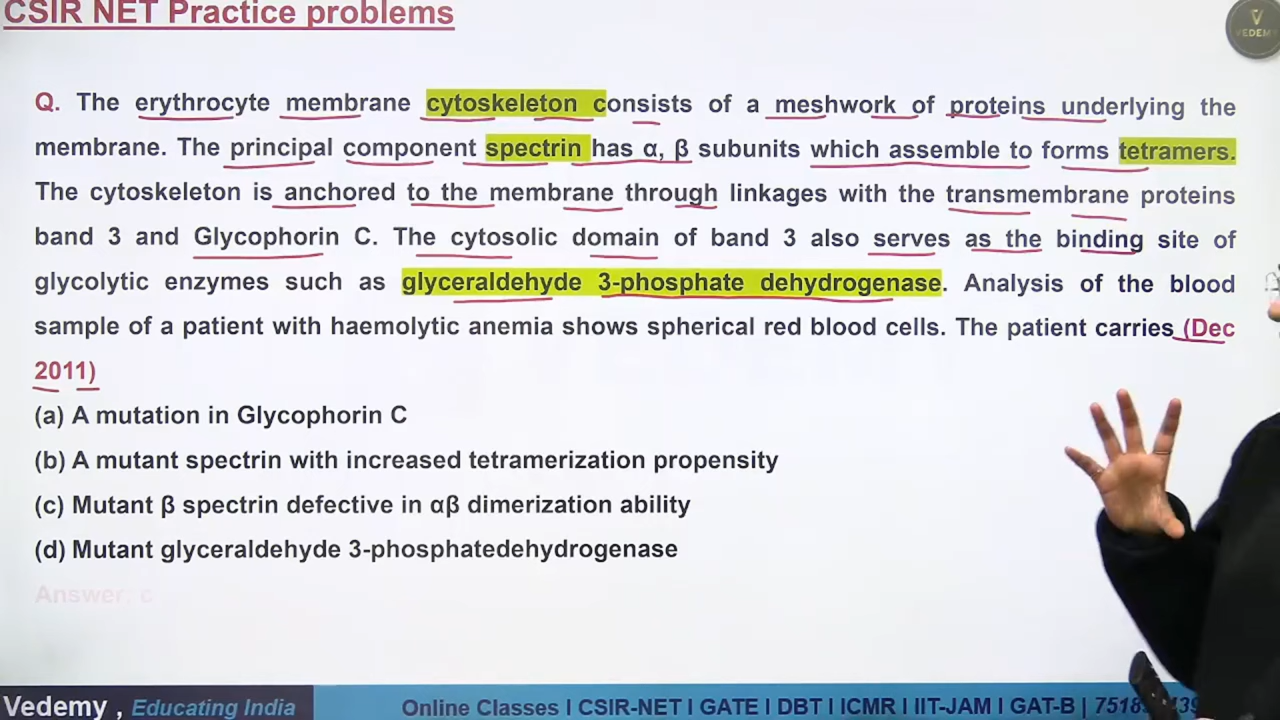 CSIR NET Practice problems
VEDEMY
Q. The erythrocyte membrane cytoskeleton consists of a meshwork of proteins underlying the
membrane. The principal component spectrin has α, β subunits which assemble to forms tetramers.
The cytoskeleton is anchored to the membrane through linkages with the transmembrane proteins
band 3 and Glycophorin C. The cytosolic domain of band 3 also serves as the binding site of
glycolytic enzymes such as glyceraldehyde 3-phosphate dehydrogenase. Analysis of the blood
sample of a patient with haemolytic anemia shows spherical red blood cells. The patient carries (Dec
2011)
(a) A mutation in Glycophorin C
(b) A mutant spectrin with increased tetramerization propensity
(c) Mutant β spectrin defective in αβ dimerization ability
(d) Mutant glyceraldehyde 3-phosphatedehydrogenase
Answer: c
Vedemy , Educating India
Online Classes I CSIR-NET I GATE I DBT I ICMR I IIT-JAM I GAT-B |